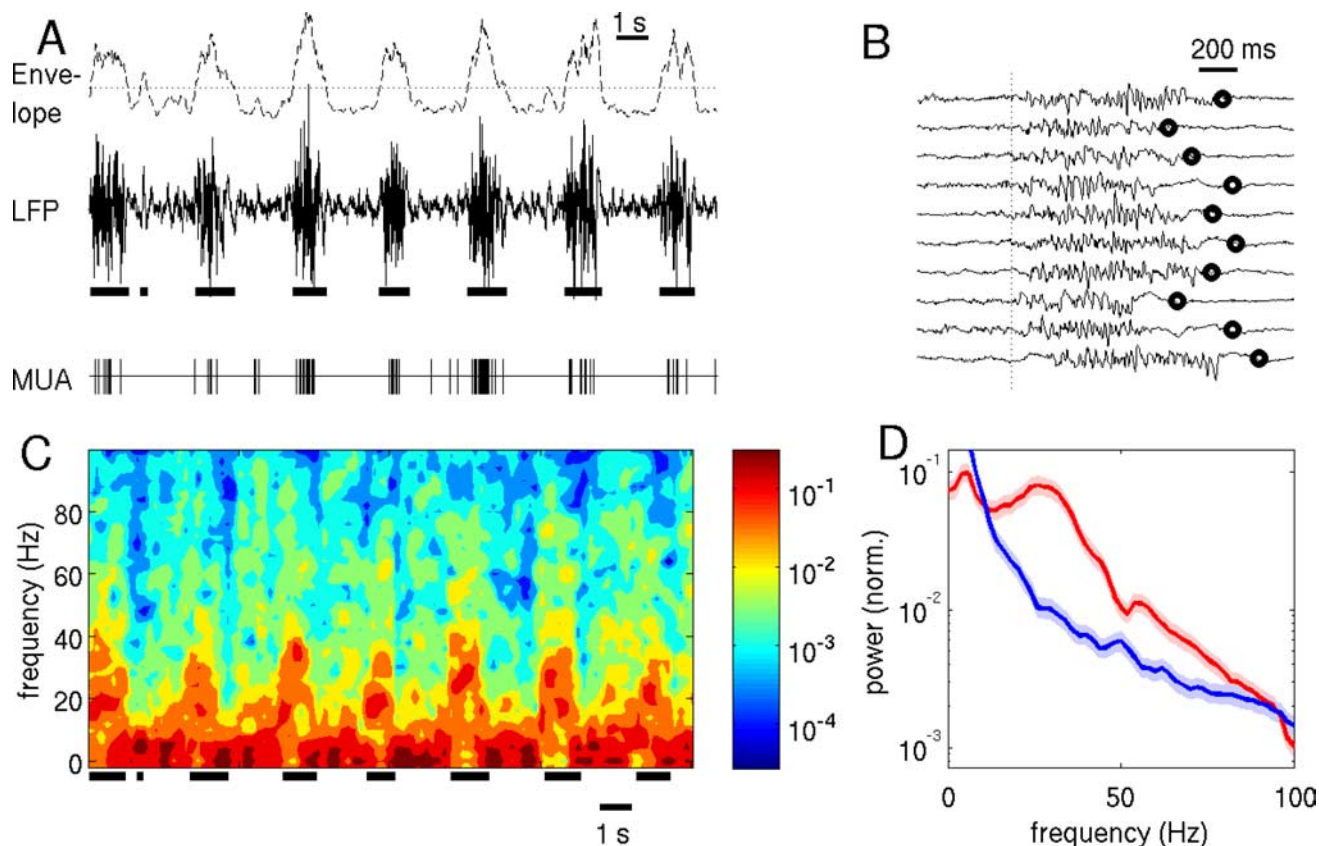 A
1 s
Enve-
lope
LFP
MUA
B
200 ms
C
frequency (Hz)
80
60
40
20
0
10^-1
10^-2
10^-3
10^-4
1 s
D
power (norm.)
10^-1
10^-2
10^-3
0
50
100
frequency (Hz)